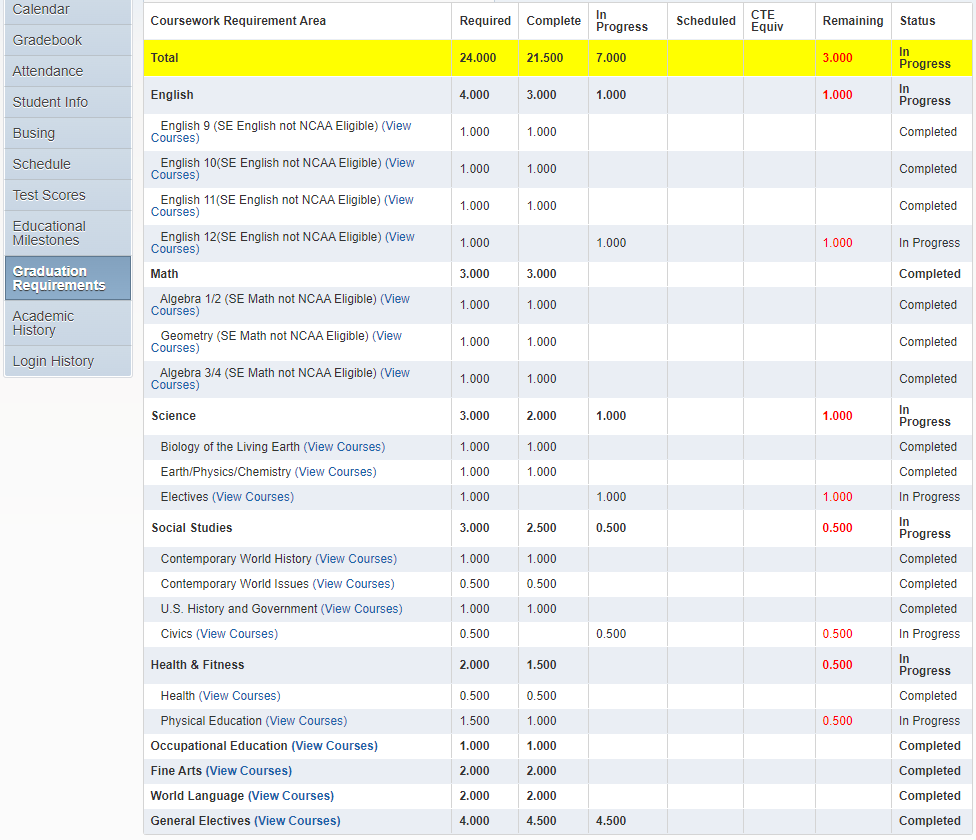 Calendar
Gradebook
Attendance
Student Info
Busing
Schedule
Test Scores
Educational
Milestones
Graduation
Requirements
Academic
History
Login History
Coursework Requirement Area Required Complete In Progress Scheduled CTE Equiv Remaining Status
Total 24.000 21.500 7.000 3.000 In Progress
English 4.000 3.000 1.000 1.000 In Progress
English 9 (SE English not NCAA Eligible) (View Courses) 1.000 1.000 Completed
English 10(SE English not NCAA Eligible) (View Courses) 1.000 1.000 Completed
English 11(SE English not NCAA Eligible) (View Courses) 1.000 1.000 Completed
English 12(SE English not NCAA Eligible) (View Courses) 1.000 1.000 1.000 In Progress
Math 3.000 3.000 Completed
Algebra 1/2 (SE Math not NCAA Eligible) (View Courses) 1.000 1.000 Completed
Geometry (SE Math not NCAA Eligible) (View Courses) 1.000 1.000 Completed
Algebra 3/4 (SE Math not NCAA Eligible) (View Courses) 1.000 1.000 Completed
Science 3.000 2.000 1.000 1.000 In Progress
Biology of the Living Earth (View Courses) 1.000 1.000 Completed
Earth/Physics/Chemistry (View Courses) 1.000 1.000 Completed
Electives (View Courses) 1.000 1.000 1.000 In Progress
Social Studies 3.000 2.500 0.500 0.500 In Progress
Contemporary World History (View Courses) 1.000 1.000 Completed
Contemporary World Issues (View Courses) 0.500 0.500 Completed
U.S. History and Government (View Courses) 1.000 1.000 Completed
Civics (View Courses) 0.500 0.500 0.500 In Progress
Health & Fitness 2.000 1.500 0.500 In Progress
Health (View Courses) 0.500 0.500 Completed
Physical Education (View Courses) 1.500 1.000 0.500 In Progress
Occupational Education (View Courses) 1.000 1.000 Completed
Fine Arts (View Courses) 2.000 2.000 Completed
World Language (View Courses) 2.000 2.000 Completed
General Electives (View Courses) 4.000 4.500 4.500 Completed